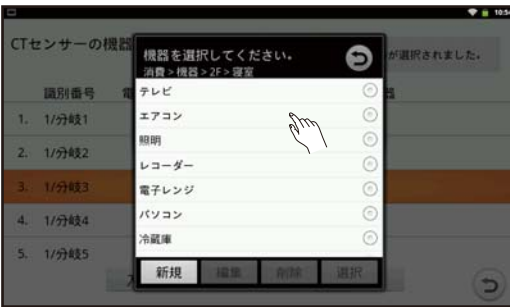 10:54
CTセンサーの機器
が選択されました。
機器を選択してください。
消費 > 機器 > 2F > 寝室
識別番号
器
テレビ
エアコン
照明
レコーダー
電子レンジ
パソコン
冷蔵庫
1. 1/分岐1
2. 1/分岐2
3. 1/分岐3
4. 1/分岐4
5. 1/分岐5
新規 編集 削除 選択